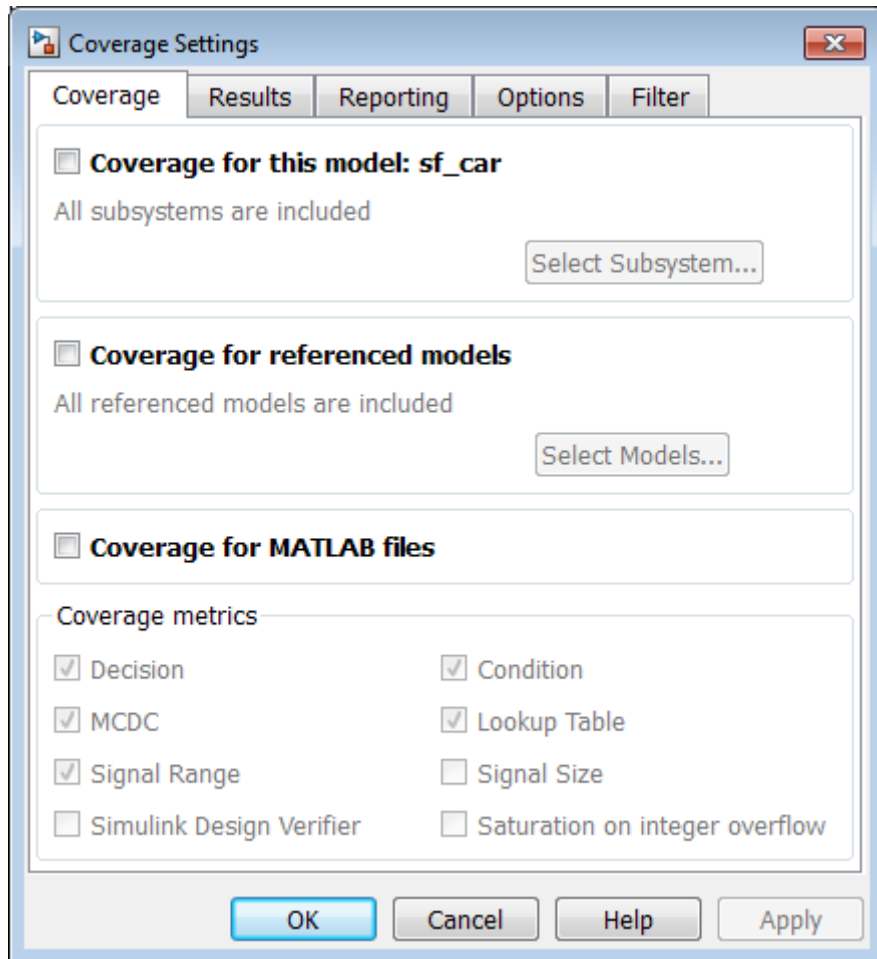 Coverage Settings
Coverage Results Reporting Options Filter
Coverage for this model: sf_car
All subsystems are included
Select Subsystem...
Coverage for referenced models
All referenced models are included
Select Models...
Coverage for MATLAB files
Coverage metrics
Decision Condition
MCDC Lookup Table
Signal Range Signal Size
Simulink Design Verifier Saturation on integer overflow
OK Cancel Help Apply